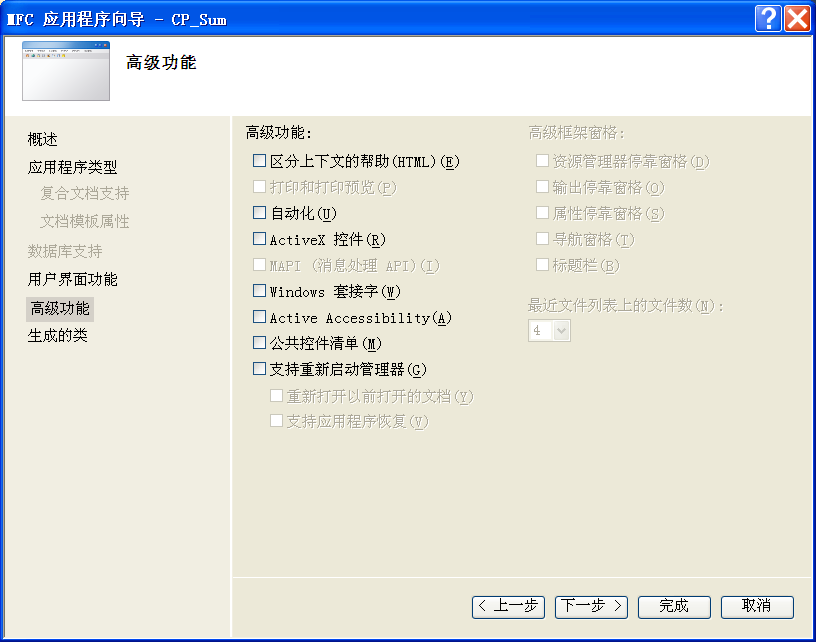 MFC 应用程序向导 - CP_Sum
高级功能
概述
应用程序类型
复合文档支持
文档模板属性
数据库支持
用户界面功能
高级功能
生成的类
高级功能:
区分上下文的帮助(HTML)(E)
打印和打印预览(P)
自动化(U)
ActiveX 控件(R)
MAPI (消息处理 API)(I)
Windows 套接字(W)
Active Accessibility(A)
公共控件清单(M)
支持重新启动管理器(G)
重新打开以前打开的文档(Y)
支持应用程序恢复(V)
高级框架窗格:
资源管理器停靠窗格(D)
输出停靠窗格(O)
属性停靠窗格(S)
导航窗格(T)
标题栏(B)
最近文件列表上的文件数(N):
4
< 上一步
下一步 >
完成
取消